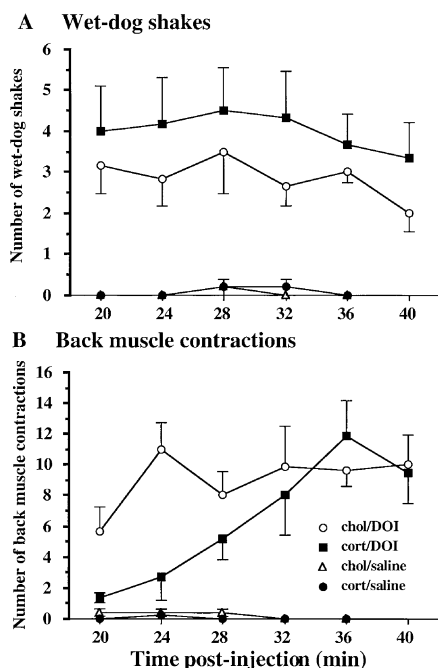 A Wet-dog shakes
Number of wet-dog shakes
6
5
4
3
2
1
0
20 24 28 32 36 40
B Back muscle contractions
Number of back muscle contractions
16
14
12
10
8
6
4
2
0
chol/DOI
cort/DOI
chol/saline
cort/saline
20 24 28 32 36 40
Time post-injection (min)